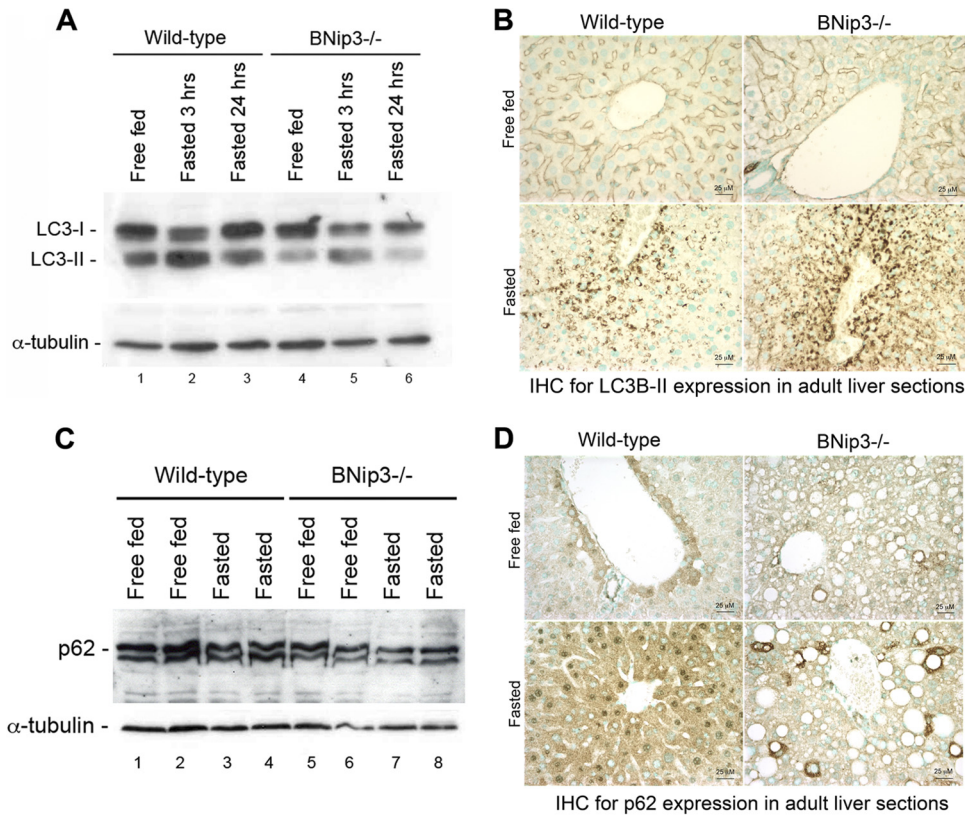 A
Wild-type BNip3-/-
Free fed Fasted 3 hrs Fasted 24 hrs Free fed Fasted 3 hrs Fasted 24 hrs
LC3-I -
LC3-II -
α-tubulin -
1 2 3 4 5 6
B
Wild-type BNip3-/-
Free fed
25 µM 25 µM
Fasted
25 µM 25 µM
IHC for LC3B-II expression in adult liver sections
C
Wild-type BNip3-/-
Free fed Free fed Fasted Fasted Free fed Free fed Fasted Fasted
p62 -
α-tubulin -
1 2 3 4 5 6 7 8
D
Wild-type BNip3-/-
Free fed
25 µM 25 µM
Fasted
25 µM 25 µM
IHC for p62 expression in adult liver sections